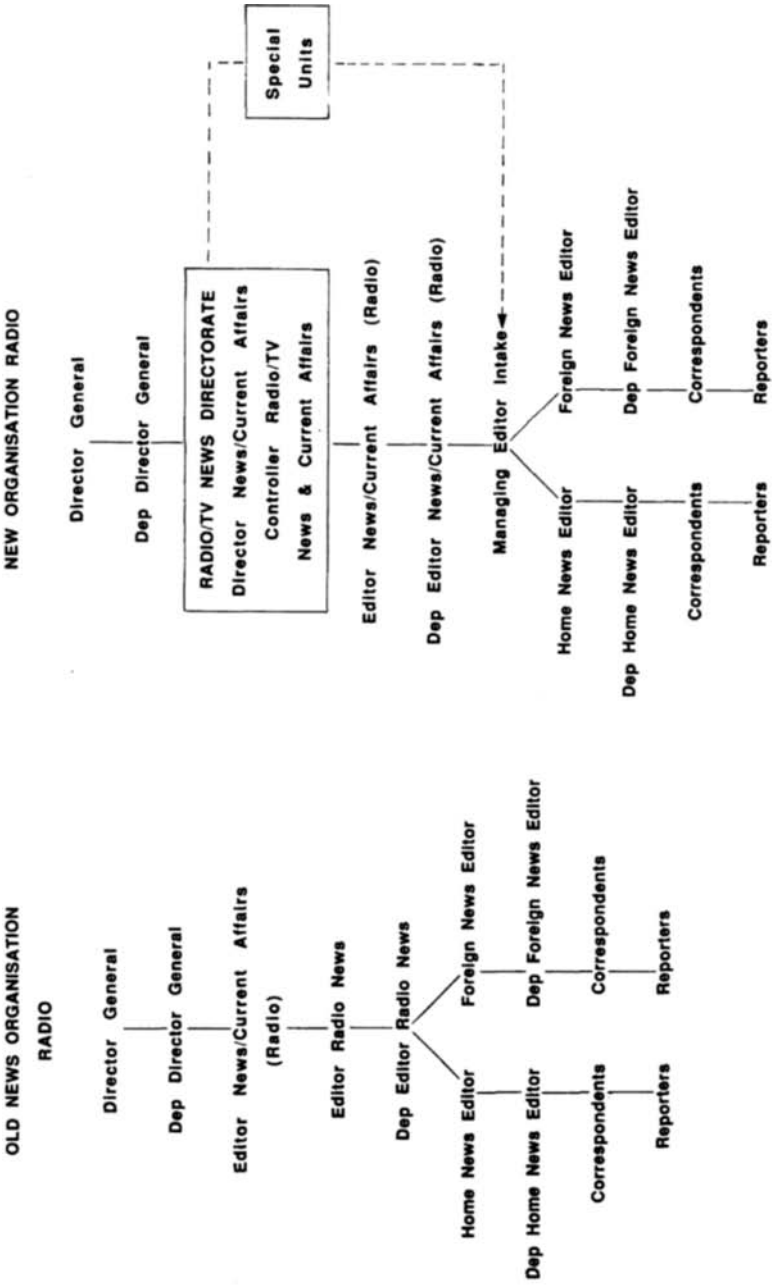 OLD NEWS ORGANISATION
RADIO
Director General
Dep Director General
Editor News/Current Affairs
(Radio)
Editor Radio News
Dep Editor Radio News
Home News Editor
Foreign News Editor
Dep Home News Editor
Dep Foreign News Editor
Correspondents
Correspondents
Reporters
Reporters
NEW ORGANISATION RADIO
Director General
Dep Director General
RADIO/TV NEWS DIRECTORATE
Director News/Current Affairs
Controller Radio/TV
News & Current Affairs
Special
Units
Editor News/Current Affairs (Radio)
Dep Editor News/Current Affairs (Radio)
Managing Editor Intake
Home News Editor
Foreign News Editor
Dep Home News Editor
Dep Foreign News Editor
Correspondents
Correspondents
Reporters
Reporters